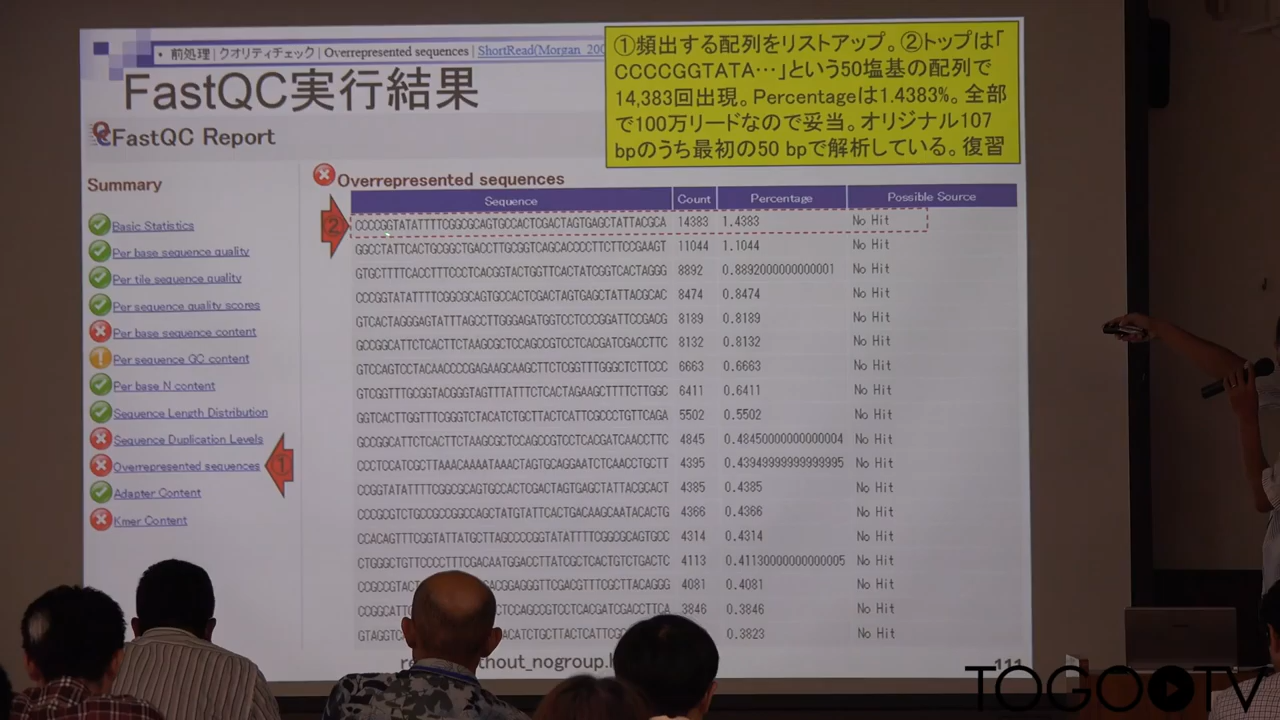 • 前処理 | クオリティチェック | Overrepresented sequences | ShortRead(Morgan_200
FastQC実行結果
①頻出する配列をリストアップ。②トップは「
CCCCGGTATA…」という50塩基の配列で
14,383回出現。Percentageは1.4383%。全部
で100万リードなので妥当。オリジナル107
bpのうち最初の50 bpで解析している。復習
FastQC Report
Summary
Basic Statistics
Per base sequence quality
Per tile sequence quality
Per sequence quality scores
Per base sequence content
Per sequence GC content
Per base N content
Sequence Length Distribution
Sequence Duplication Levels
Overrepresented sequences
Adapter Content
Kmer Content
①
Overrepresented sequences
Sequence Count Percentage Possible Source
②
CCCCGGTATATTTTCGGCGCAGTGCCACTCGACTAGTGAGCTATTACGCA 14383 1.4383 No Hit
GGCCTATTCACTGCGGCTGACCTTGCGGTCAGCACCCCTTCTTCCGAAGT 11044 1.1044 No Hit
GTGCTTTTCACCTTTCCCTCACGGTACTGGTTCACTATCGGTCACTAGGG 8892 0.8892000000000001 No Hit
CCCGGTATATTTTCGGCGCAGTGCCACTCGACTAGTGAGCTATTACGCAC 8474 0.8474 No Hit
GTCACTAGGGAGTATTTAGCCTTGGGAGATGGTCCTCCCGGATTCCGACG 8189 0.8189 No Hit
GCCGGCATTCTCACTTCTAAGCGCTCCAGCCGTCCTCACGATCGACCTTC 8132 0.8132 No Hit
GTCCAGTCCTACAACCCCGAGAAGCAAGCTTCTCGGTTTGGGCTCTTCCC 6663 0.6663 No Hit
GTCGGTTTGCGGTACGGGTAGTTTATTTCTCACTAGAAGCTTTTCTTGGC 6411 0.6411 No Hit
GGTCACTTGGTTTCGGGTCTACATCTGCTTACTCATTCGCCCTGTTCAGA 5502 0.5502 No Hit
GCCGGCATTCTCACTTCTAAGCGCTCCAGCCGTCCTCACGATCAACCTTC 4845 0.48450000000000004 No Hit
CCCTCCATCGCTTAAACAAAATAAACTAGTGCAGGAATCTCAACCTGCTT 4395 0.43949999999999995 No Hit
CCGGTATATTTTCGGCGCAGTGCCACTCGACTAGTGAGCTATTACGCACT 4385 0.4385 No Hit
CCCGCGTCTGCCGCCGGCCAGCTATGTATTCACTGACAAGCAATACACTG 4366 0.4366 No Hit
CCACAGTTTCGGTATTATGCTTAGCCCCGGTATATTTTCGGCGCAGTGCC 4314 0.4314 No Hit
CTGGGCTGTTCCCCTTTCGACAATGGACCTTATCGCTCACTGTCTGACTC 4113 0.41130000000000005 No Hit
4081 0.4081 No Hit
3846 0.3846 No Hit
0.3823 No Hit
111
TOGOTV